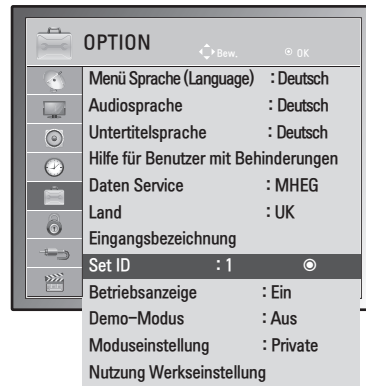 OPTION Bew. OK
Menü Sprache (Language) : Deutsch
Audiosprache : Deutsch
Untertitelsprache : Deutsch
Hilfe für Benutzer mit Behinderungen
Daten Service : MHEG
Land : UK
Eingangsbezeichnung
Set ID : 1
Betriebsanzeige : Ein
Demo-Modus : Aus
Moduseinstellung : Private
Nutzung Werkseinstellung